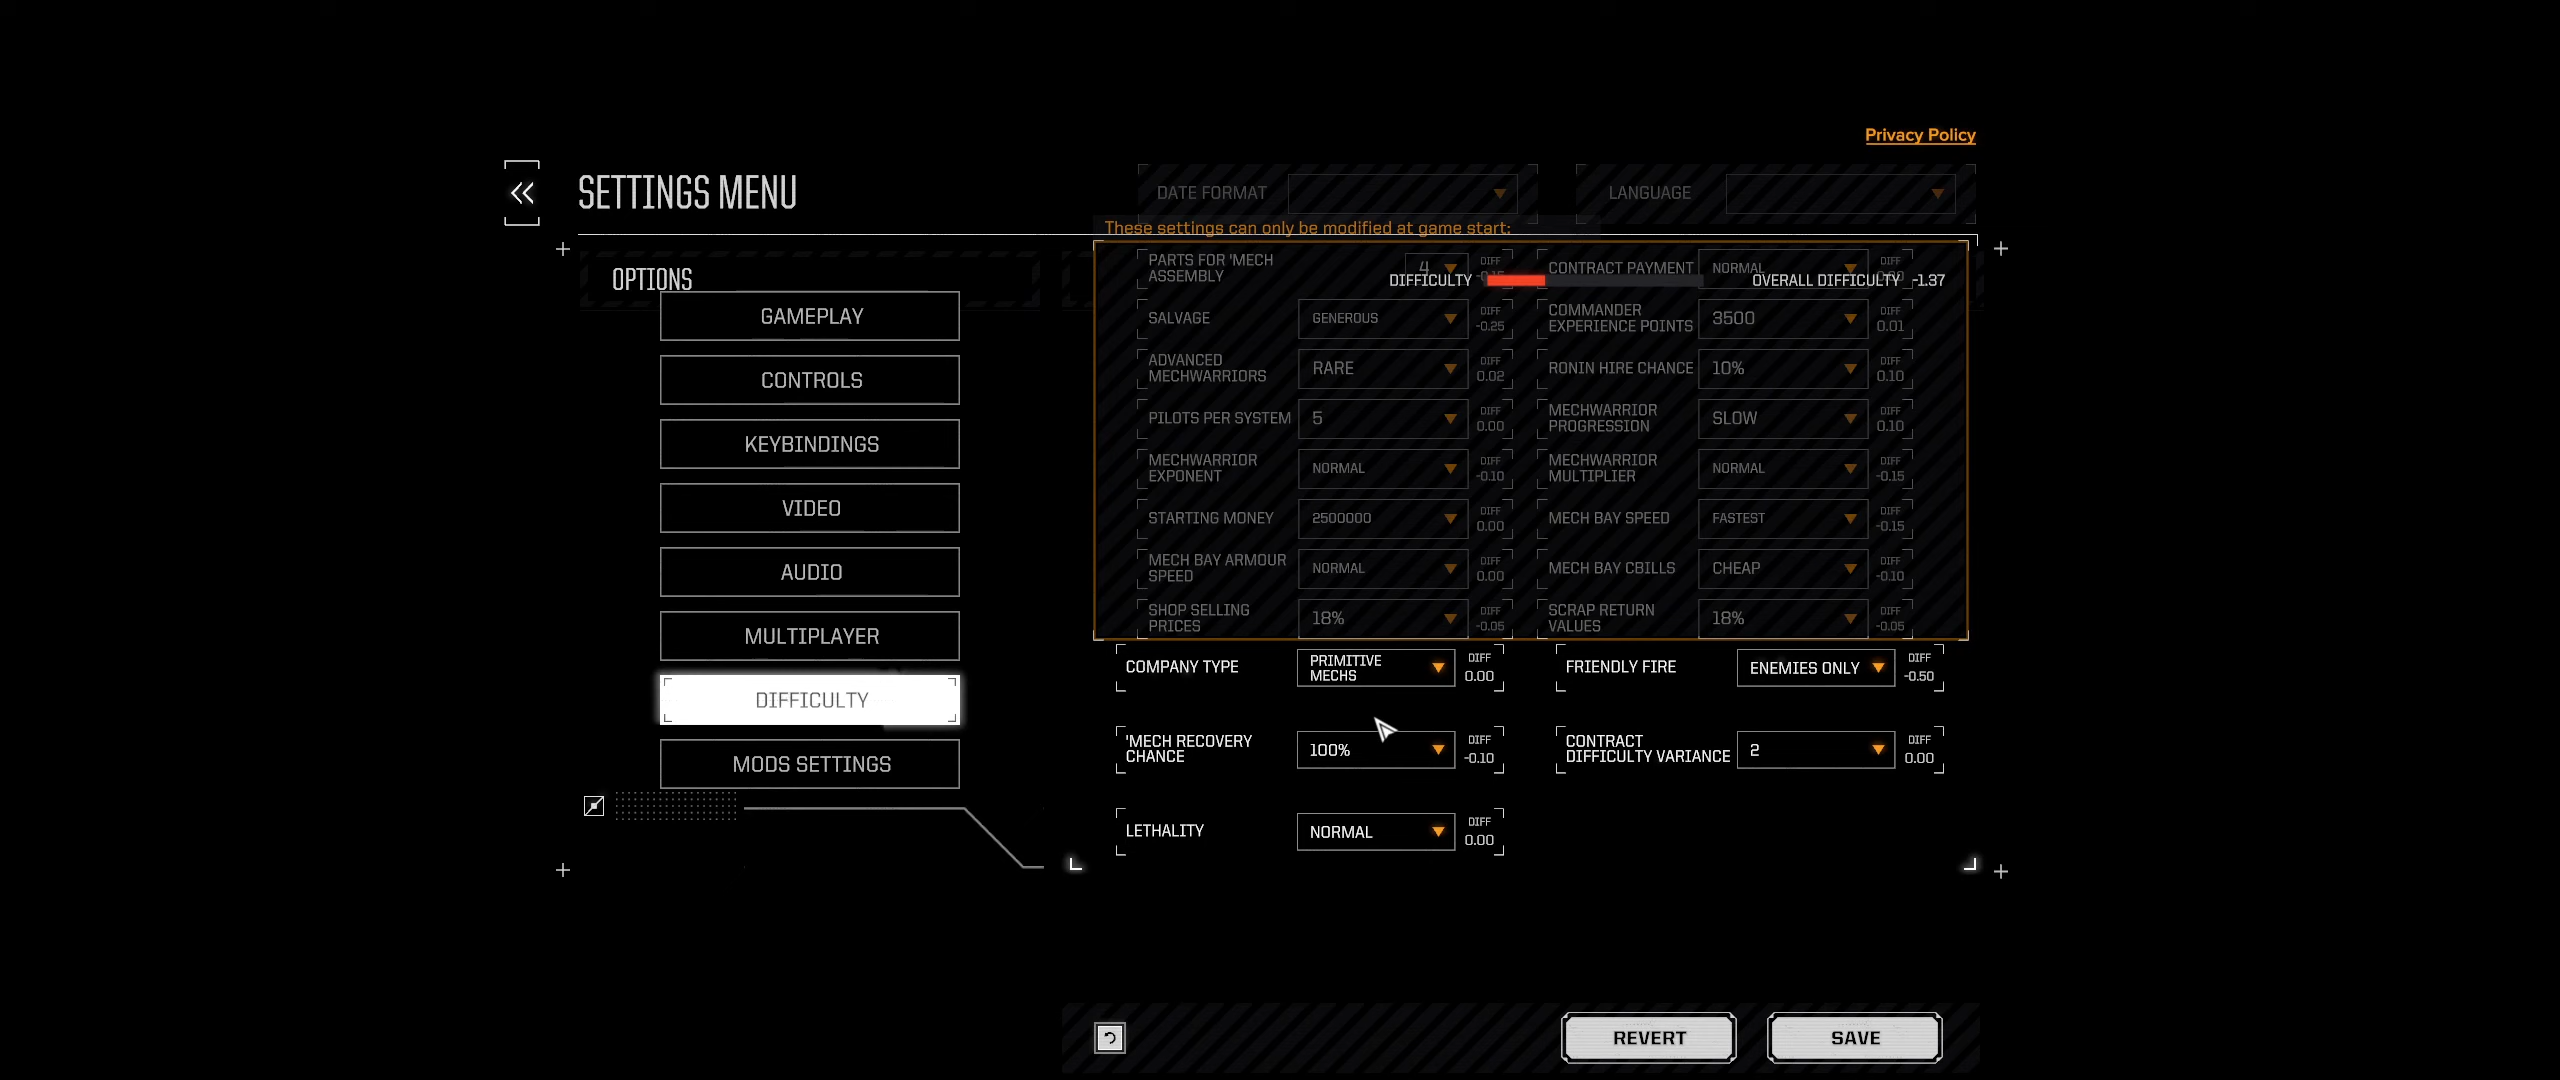 Privacy Policy
SETTINGS MENU
DATE FORMAT
LANGUAGE
These settings can only be modified at game start:
OPTIONS
GAMEPLAY
CONTROLS
KEYBINDINGS
VIDEO
AUDIO
MULTIPLAYER
DIFFICULTY
MODS SETTINGS
PARTS FOR 'MECH
ASSEMBLY
4
DIFF
CONTRACT PAYMENT
NORMAL
DIFF
DIFFICULTY
OVERALL DIFFICULTY -1.37
SALVAGE
GENEROUS
DIFF
-0.25
COMMANDER
EXPERIENCE POINTS
3500
DIFF
0.01
ADVANCED
MECHWARRIORS
RARE
DIFF
0.02
RONIN HIRE CHANCE
10%
DIFF
0.10
PILOTS PER SYSTEM
5
DIFF
0.00
MECHWARRIOR
PROGRESSION
SLOW
DIFF
0.10
MECHWARRIOR
EXPONENT
NORMAL
DIFF
-0.10
MECHWARRIOR
MULTIPLIER
NORMAL
DIFF
-0.15
STARTING MONEY
2500000
DIFF
0.00
MECH BAY SPEED
FASTEST
DIFF
-0.15
MECH BAY ARMOUR
SPEED
NORMAL
DIFF
0.00
MECH BAY CBILLS
CHEAP
DIFF
-0.10
SHOP SELLING
PRICES
18%
DIFF
-0.05
SCRAP RETURN
VALUES
18%
DIFF
-0.05
COMPANY TYPE
PRIMITIVE
MECHS
DIFF
0.00
FRIENDLY FIRE
ENEMIES ONLY
DIFF
-0.50
'MECH RECOVERY
CHANCE
100%
DIFF
-0.10
CONTRACT
DIFFICULTY VARIANCE
2
DIFF
0.00
LETHALITY
NORMAL
DIFF
0.00
REVERT
SAVE